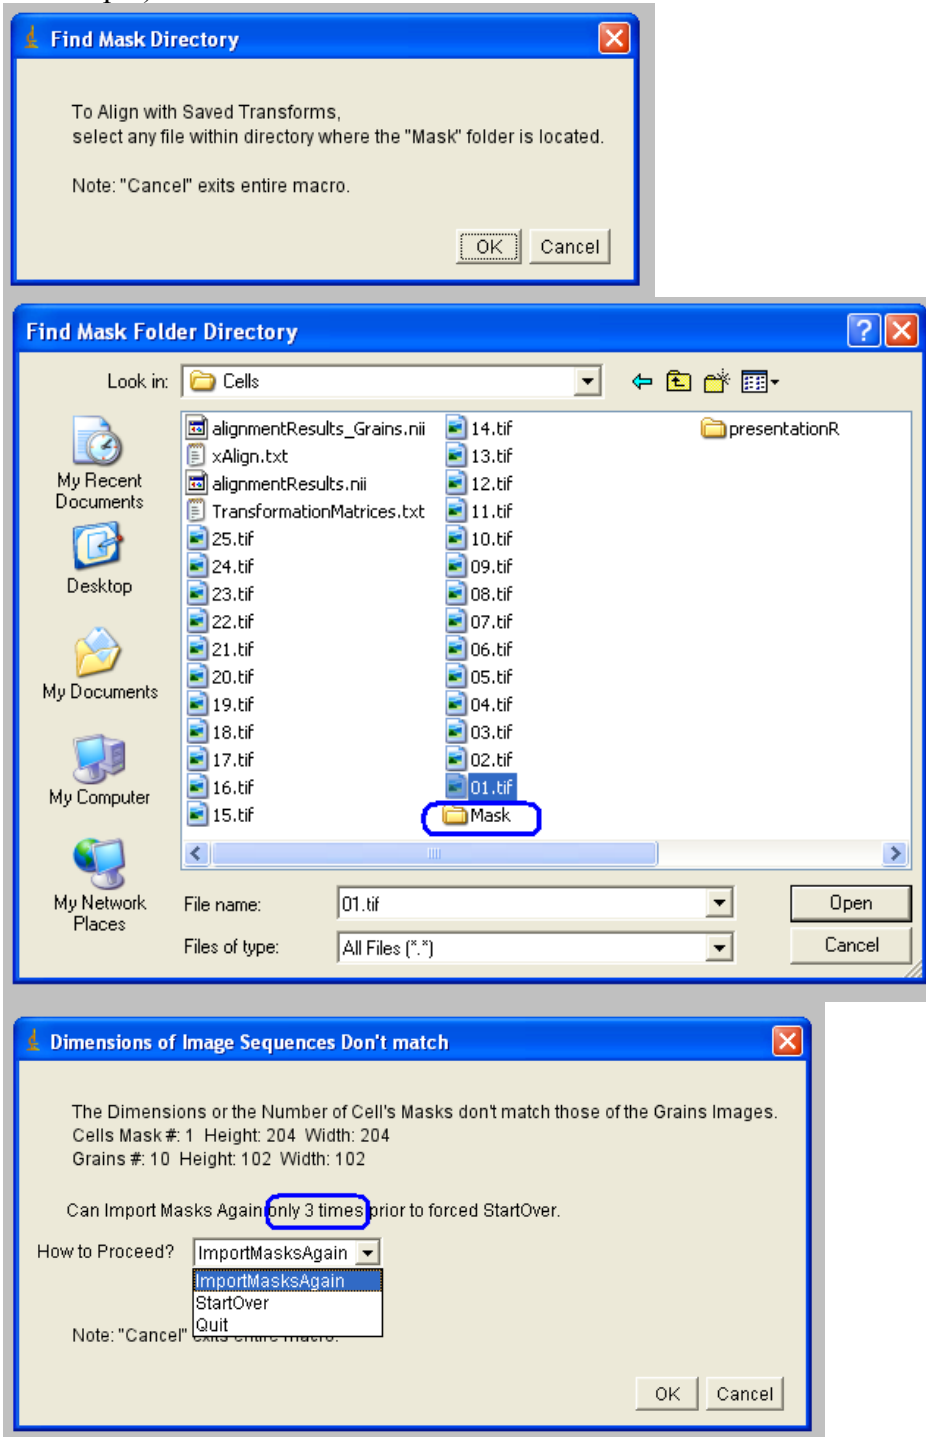 Find Mask Directory
To Align with Saved Transforms,
select any file within directory where the "Mask" folder is located.
Note: "Cancel" exits entire macro.
OK Cancel
Find Mask Folder Directory
Look in: Cells
My Recent Documents
Desktop
My Documents
My Computer
My Network Places
alignmentResults_Grains.nii
xAlign.txt
alignmentResults.nii
TransformationMatrices.txt
25.tif
24.tif
23.tif
22.tif
21.tif
20.tif
19.tif
18.tif
17.tif
16.tif
15.tif
14.tif
13.tif
12.tif
11.tif
10.tif
09.tif
08.tif
07.tif
06.tif
05.tif
04.tif
03.tif
02.tif
01.tif
Mask
presentationR
File name: 01.tif Open
Files of type: All Files (*.*) Cancel
Dimensions of Image Sequences Don't match
The Dimensions or the Number of Cell's Masks don't match those of the Grains Images.
Cells Mask #: 1 Height: 204 Width: 204
Grains #: 10 Height: 102 Width: 102
Can Import Masks Again only 3 times prior to forced StartOver.
How to Proceed? ImportMasksAgain
ImportMasksAgain
StartOver
Quit
Note: "Cancel" exits entire macro.
OK Cancel